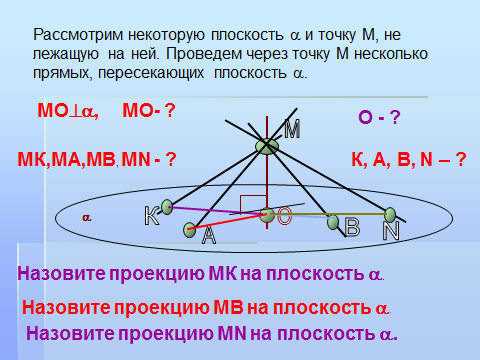 Рассмотрим некоторую плоскость α и точку М, не
лежащую на ней. Проведем через точку М несколько
прямых, пересекающих плоскость α.
МО⊥α, МО- ?
О - ?
М
МК,МА,МВ, МN - ?
К, А, В, N – ?
α
К
А
О
В
N
Назовите проекцию МК на плоскость α.
Назовите проекцию МВ на плоскость α.
Назовите проекцию МN на плоскость α.